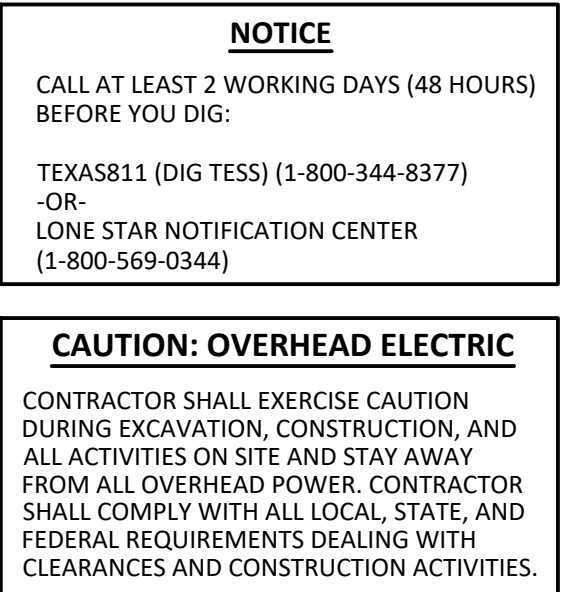 NOTICE
CALL AT LEAST 2 WORKING DAYS (48 HOURS)
BEFORE YOU DIG:
TEXAS811 (DIG TESS) (1-800-344-8377)
-OR-
LONE STAR NOTIFICATION CENTER
(1-800-569-0344)
CAUTION: OVERHEAD ELECTRIC
CONTRACTOR SHALL EXERCISE CAUTION
DURING EXCAVATION, CONSTRUCTION, AND
ALL ACTIVITIES ON SITE AND STAY AWAY
FROM ALL OVERHEAD POWER. CONTRACTOR
SHALL COMPLY WITH ALL LOCAL, STATE, AND
FEDERAL REQUIREMENTS DEALING WITH
CLEARANCES AND CONSTRUCTION ACTIVITIES.